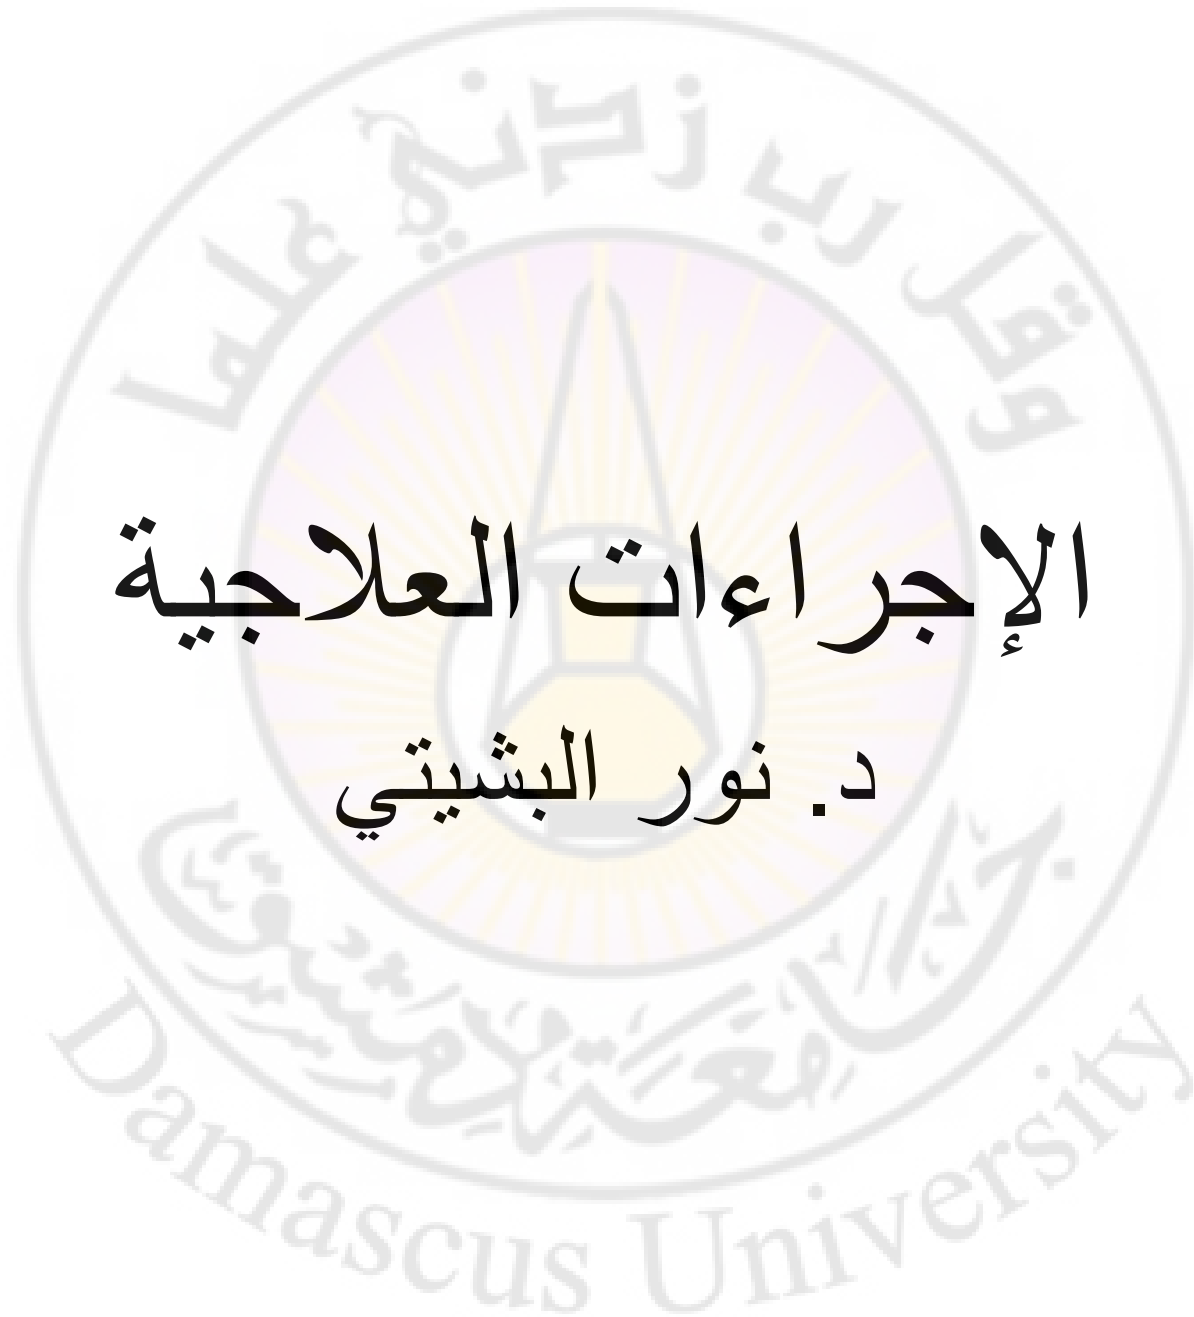 وقل رب زدني علما
الإجراءات العلاجية
د. نور البشيتي
جامعة دمشق
Damascus University